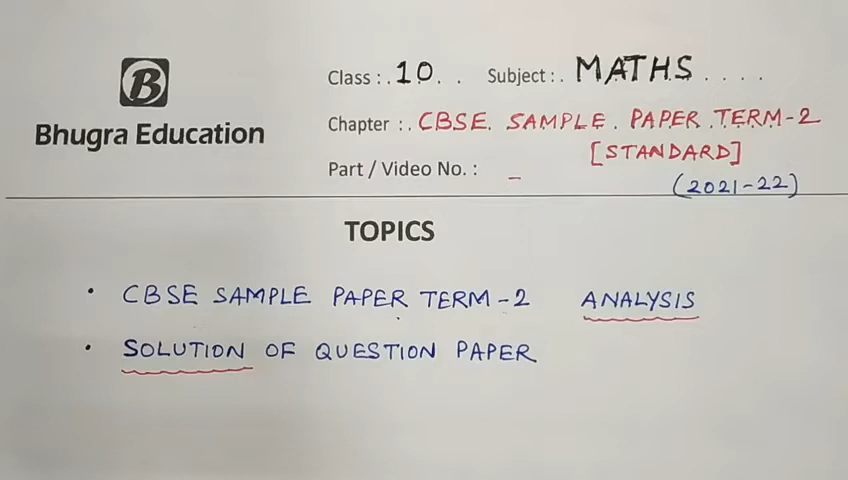 B
Bhugra Education
Class : . 10 . . Subject : . MATHS . . . .
Chapter : . CBSE. SAMPLE. PAPER TERM-2
[STANDARD]
Part / Video No. : -
(2021-22)
TOPICS
• CBSE SAMPLE PAPER TERM-2 ANALYSIS
• SOLUTION OF QUESTION PAPER